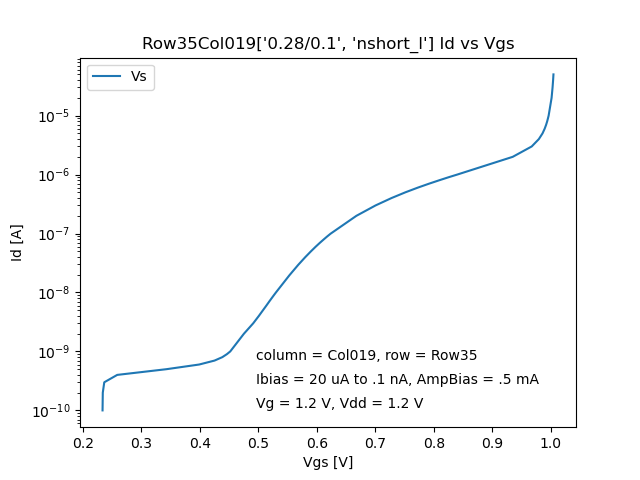 Row35Col019['0.28/0.1', 'nshort_l'] Id vs Vgs
Vs
10⁻⁵
10⁻⁶
10⁻⁷
10⁻⁸
10⁻⁹
10⁻¹⁰
Id [A]
column = Col019, row = Row35
Ibias = 20 uA to .1 nA, AmpBias = .5 mA
Vg = 1.2 V, Vdd = 1.2 V
0.2 0.3 0.4 0.5 0.6 0.7 0.8 0.9 1.0
Vgs [V]